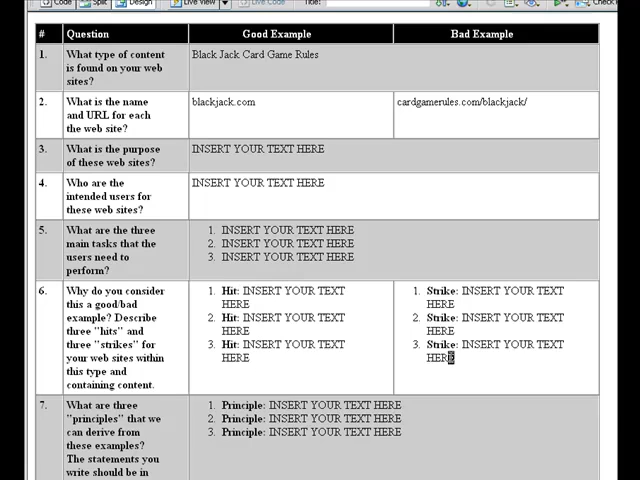 Code Split Design Live View Live Code Title: Check
# Question Good Example Bad Example
1. What type of content Black Jack Card Game Rules
is found on your web
sites?
2. What is the name blackjack.com cardgamerules.com/blackjack/
and URL for each
the web site?
3. What is the purpose INSERT YOUR TEXT HERE
of these web sites?
4. Who are the INSERT YOUR TEXT HERE
intended users for
these web sites?
5. What are the three 1. INSERT YOUR TEXT HERE
main tasks that the 2. INSERT YOUR TEXT HERE
users need to 3. INSERT YOUR TEXT HERE
perform?
6. Why do you consider 1. Hit: INSERT YOUR TEXT 1. Strike: INSERT YOUR TEXT
this a good/bad HERE HERE
example? Describe 2. Hit: INSERT YOUR TEXT 2. Strike: INSERT YOUR TEXT
three "hits" and HERE HERE
three "strikes" for 3. Hit: INSERT YOUR TEXT 3. Strike: INSERT YOUR TEXT
your web sites within HERE HERE
this type and
containing content.
7. What are three 1. Principle: INSERT YOUR TEXT HERE
"principles" that we 2. Principle: INSERT YOUR TEXT HERE
can derive from 3. Principle: INSERT YOUR TEXT HERE
these examples?
The statements you
write should be in